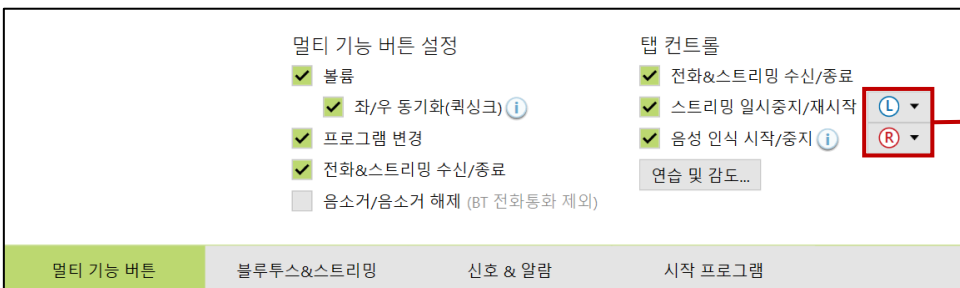 멀티 기능 버튼 설정
볼륨
좌/우 동기화(퀵싱크) i
프로그램 변경
전화&스트리밍 수신/종료
음소거/음소거 해제 (BT 전화통화 제외)
탭 컨트롤
전화&스트리밍 수신/종료
스트리밍 일시중지/재시작 L
음성 인식 시작/중지 i R
연습 및 감도...
멀티 기능 버튼 블루투스&스트리밍 신호 & 알람 시작 프로그램